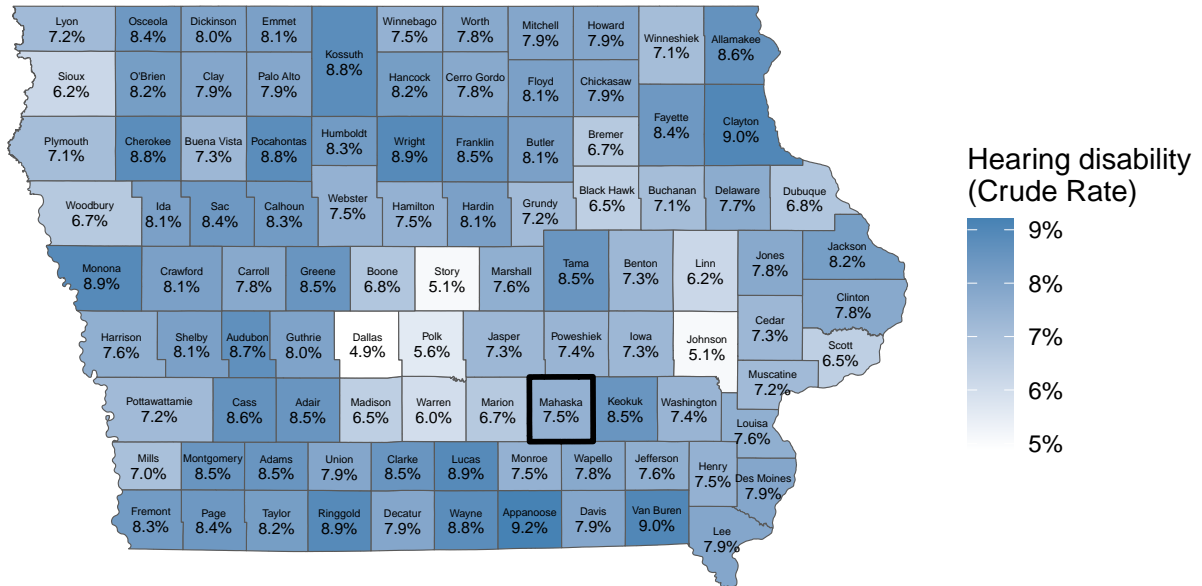 Lyon
7.2%
Osceola
8.4%
Dickinson
8.0%
Emmet
8.1%
Kossuth
8.8%
Winnebago
7.5%
Worth
7.8%
Mitchell
7.9%
Howard
7.9%
Winneshiek
7.1%
Allamakee
8.6%
Sioux
6.2%
O'Brien
8.2%
Clay
7.9%
Palo Alto
7.9%
Hancock
8.2%
Cerro Gordo
7.8%
Floyd
8.1%
Chickasaw
7.9%
Fayette
8.4%
Clayton
9.0%
Plymouth
7.1%
Cherokee
8.8%
Buena Vista
7.3%
Pocahontas
8.8%
Humboldt
8.3%
Wright
8.9%
Franklin
8.5%
Butler
8.1%
Bremer
6.7%
Woodbury
6.7%
Ida
8.1%
Sac
8.4%
Calhoun
8.3%
Webster
7.5%
Hamilton
7.5%
Hardin
8.1%
Grundy
7.2%
Black Hawk
6.5%
Buchanan
7.1%
Delaware
7.7%
Dubuque
6.8%
Monona
8.9%
Crawford
8.1%
Carroll
7.8%
Greene
8.5%
Boone
6.8%
Story
5.1%
Marshall
7.6%
Tama
8.5%
Benton
7.3%
Linn
6.2%
Jones
7.8%
Jackson
8.2%
Clinton
7.8%
Harrison
7.6%
Shelby
8.1%
Audubon
8.7%
Guthrie
8.0%
Dallas
4.9%
Polk
5.6%
Jasper
7.3%
Poweshiek
7.4%
Iowa
7.3%
Johnson
5.1%
Cedar
7.3%
Scott
6.5%
Muscatine
7.2%
Pottawattamie
7.2%
Cass
8.6%
Adair
8.5%
Madison
6.5%
Warren
6.0%
Marion
6.7%
Mahaska
7.5%
Keokuk
8.5%
Washington
7.4%
Louisa
7.6%
Mills
7.0%
Montgomery
8.5%
Adams
8.5%
Union
7.9%
Clarke
8.5%
Lucas
8.9%
Monroe
7.5%
Wapello
7.8%
Jefferson
7.6%
Henry
7.5%
Des Moines
7.9%
Fremont
8.3%
Page
8.4%
Taylor
8.2%
Ringgold
8.9%
Decatur
7.9%
Wayne
8.8%
Appanoose
9.2%
Davis
7.9%
Van Buren
9.0%
Lee
7.9%
Hearing disability
(Crude Rate)
9%
8%
7%
6%
5%